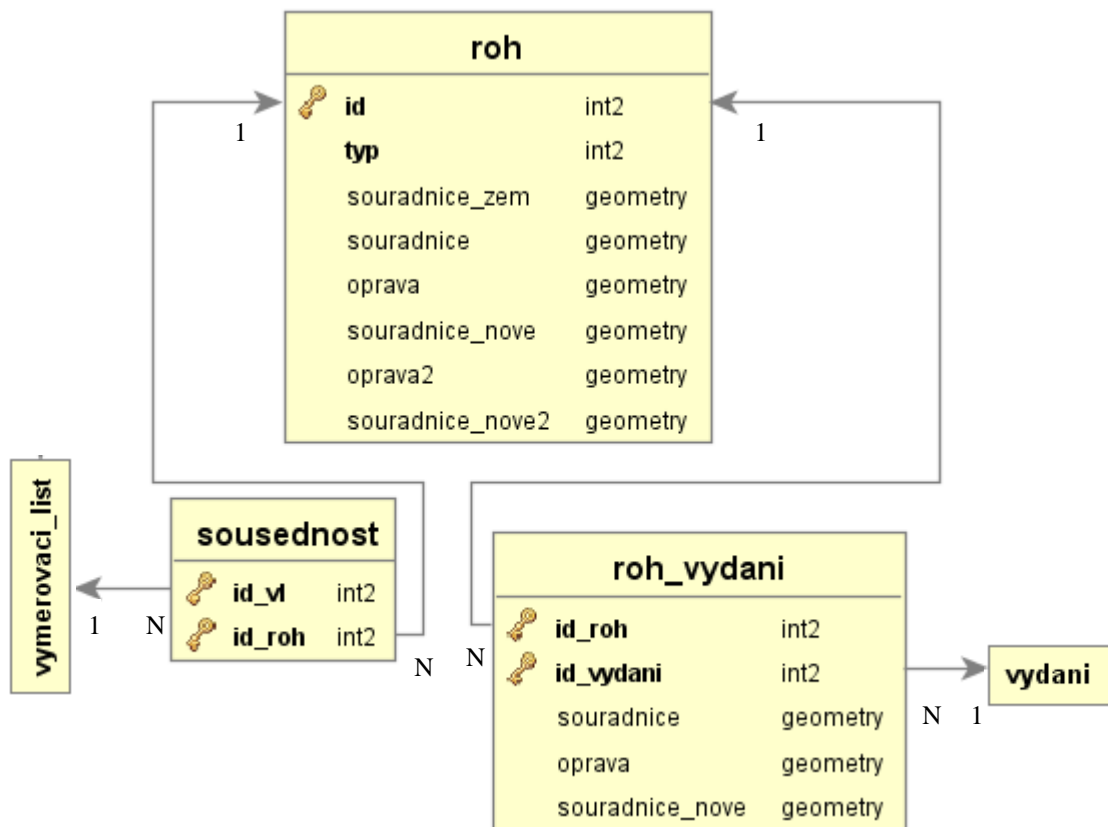 roh
id int2
typ int2
souradnice_zem geometry
souradnice geometry
oprava geometry
souradnice_nove geometry
oprava2 geometry
souradnice_nove2 geometry
1
1
vymerovaci_list
sousednost
id_vl int2
id_roh int2
1
N
N
roh_vydani
id_roh int2
id_vydani int2
souradnice geometry
oprava geometry
souradnice_nove geometry
N
N
1
vydani